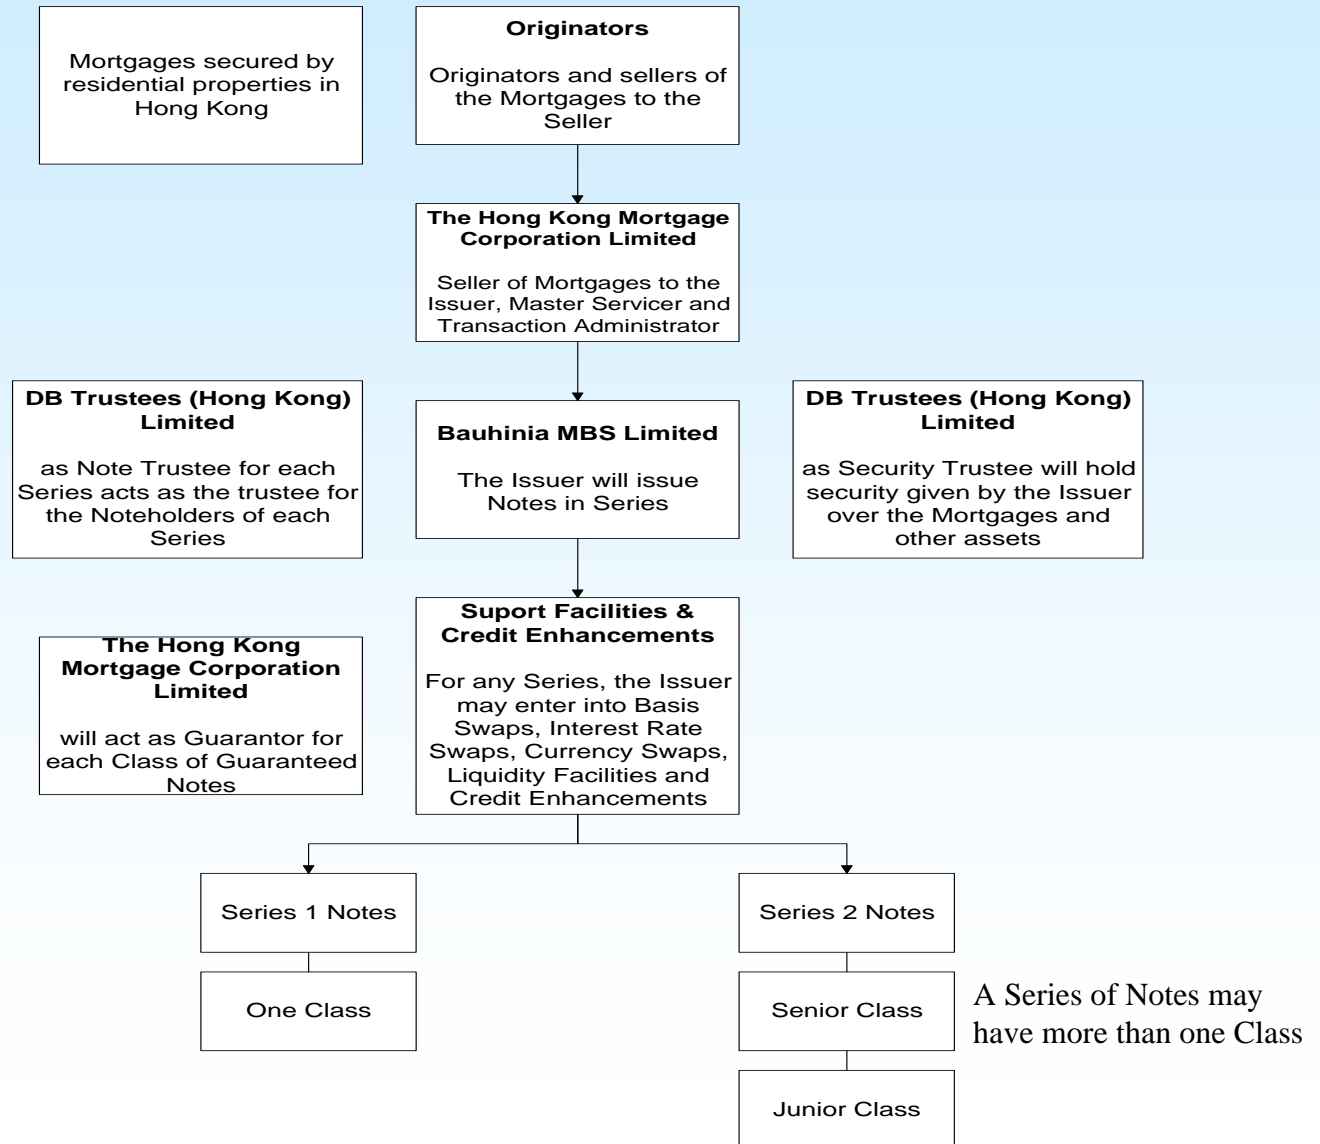 Mortgages secured by
residential properties in
Hong Kong
Originators
Originators and sellers of
the Mortgages to the
Seller
The Hong Kong Mortgage
Corporation Limited
Seller of Mortgages to the
Issuer, Master Servicer and
Transaction Administrator
DB Trustees (Hong Kong)
Limited
as Note Trustee for each
Series acts as the trustee for
the Noteholders of each
Series
Bauhinia MBS Limited
The Issuer will issue
Notes in Series
DB Trustees (Hong Kong)
Limited
as Security Trustee will hold
security given by the Issuer
over the Mortgages and
other assets
The Hong Kong
Mortgage Corporation
Limited
will act as Guarantor for
each Class of Guaranteed
Notes
Suport Facilities &
Credit Enhancements
For any Series, the Issuer
may enter into Basis
Swaps, Interest Rate
Swaps, Currency Swaps,
Liquidity Facilities and
Credit Enhancements
Series 1 Notes
One Class
Series 2 Notes
Senior Class
Junior Class
A Series of Notes may
have more than one Class